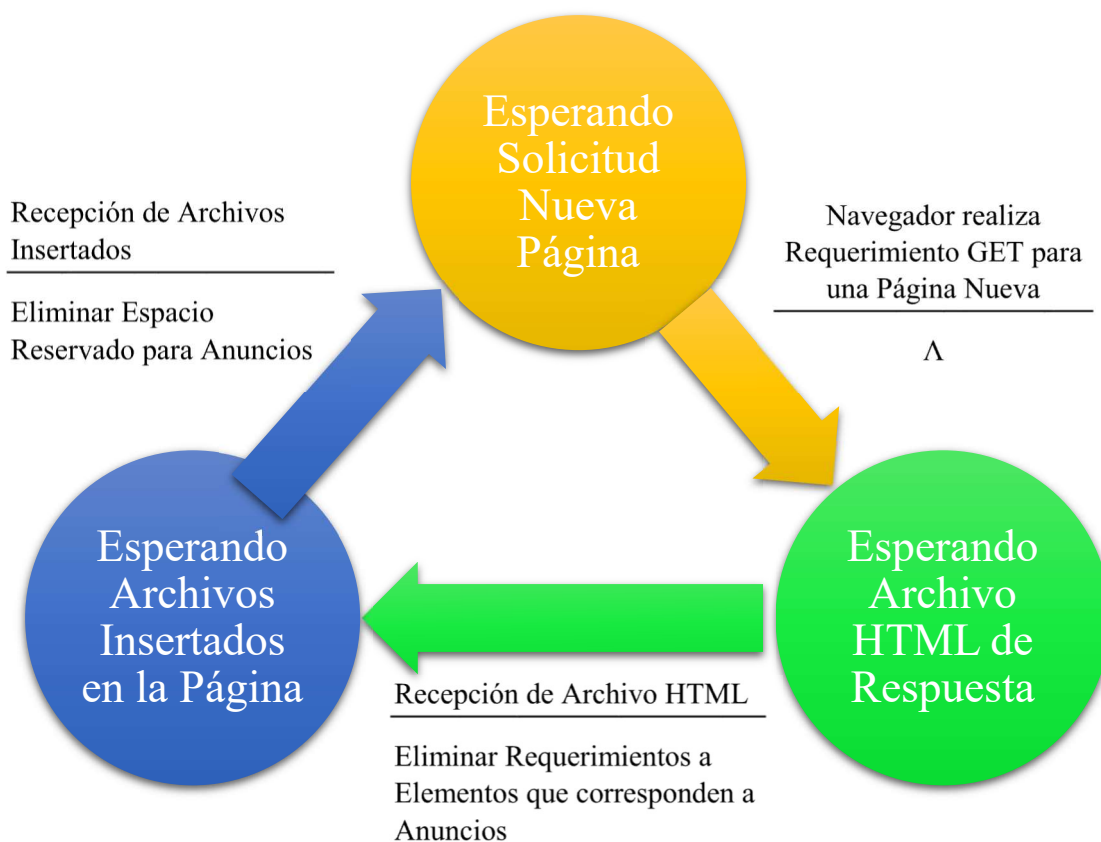 Esperando
Solicitud
Nueva
Página
Recepción de Archivos
Insertados
Eliminar Espacio
Reservado para Anuncios
Navegador realiza
Requerimiento GET para
una Página Nueva
Λ
Esperando
Archivos
Insertados
en la Página
Esperando
Archivo
HTML de
Respuesta
Recepción de Archivo HTML
Eliminar Requerimientos a
Elementos que corresponden a
Anuncios